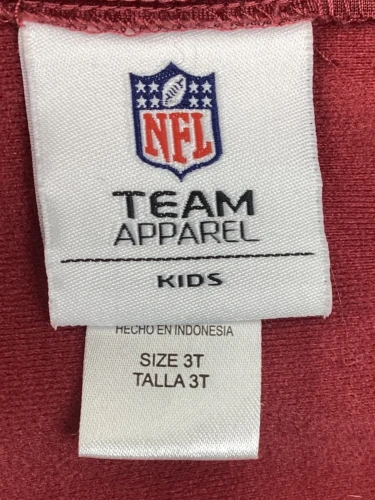 NFL
TEAM
APPAREL
KIDS
HECHO EN INDONESIA
SIZE 3T
TALLA 3T